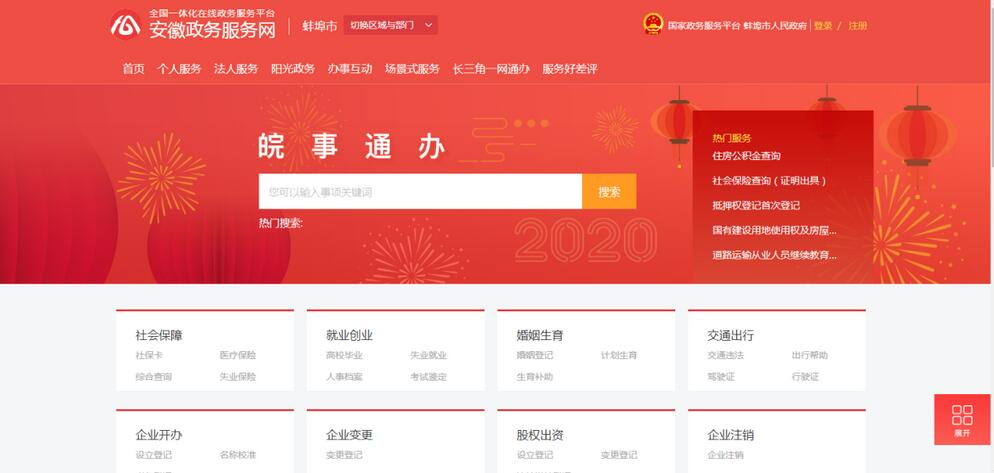 全国一体化在线政务服务平台
安徽政务服务网
蚌埠市
切换区域与部门
国家政务服务平台 蚌埠市人民政府 登录 / 注册
首页 个人服务 法人服务 阳光政务 办事互动 场景式服务 长三角一网通办 服务好差评
皖事通办
您可以输入事项关键词
搜索
热门搜索:
2020
热门服务
住房公积金查询
社会保险查询（证明出具）
抵押权登记首次登记
国有建设用地使用权及房屋...
道路运输从业人员继续教育...
社会保障
社保卡 医疗保险
综合查询 失业保险
就业创业
高校毕业 失业就业
人事档案 考试鉴定
婚姻生育
婚姻登记 计划生育
生育补助
交通出行
交通违法 出行帮助
驾驶证 行驶证
企业开办
设立登记 名称校准
企业变更
变更登记
股权出资
设立登记 变更登记
企业注销
企业注销
展开